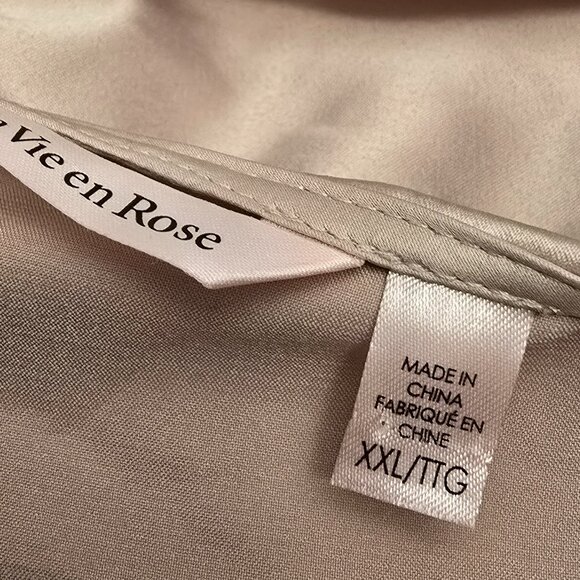 Vie en Rose
MADE IN
CHINA
FABRIQUÉ EN
CHINE
XXL/TTG